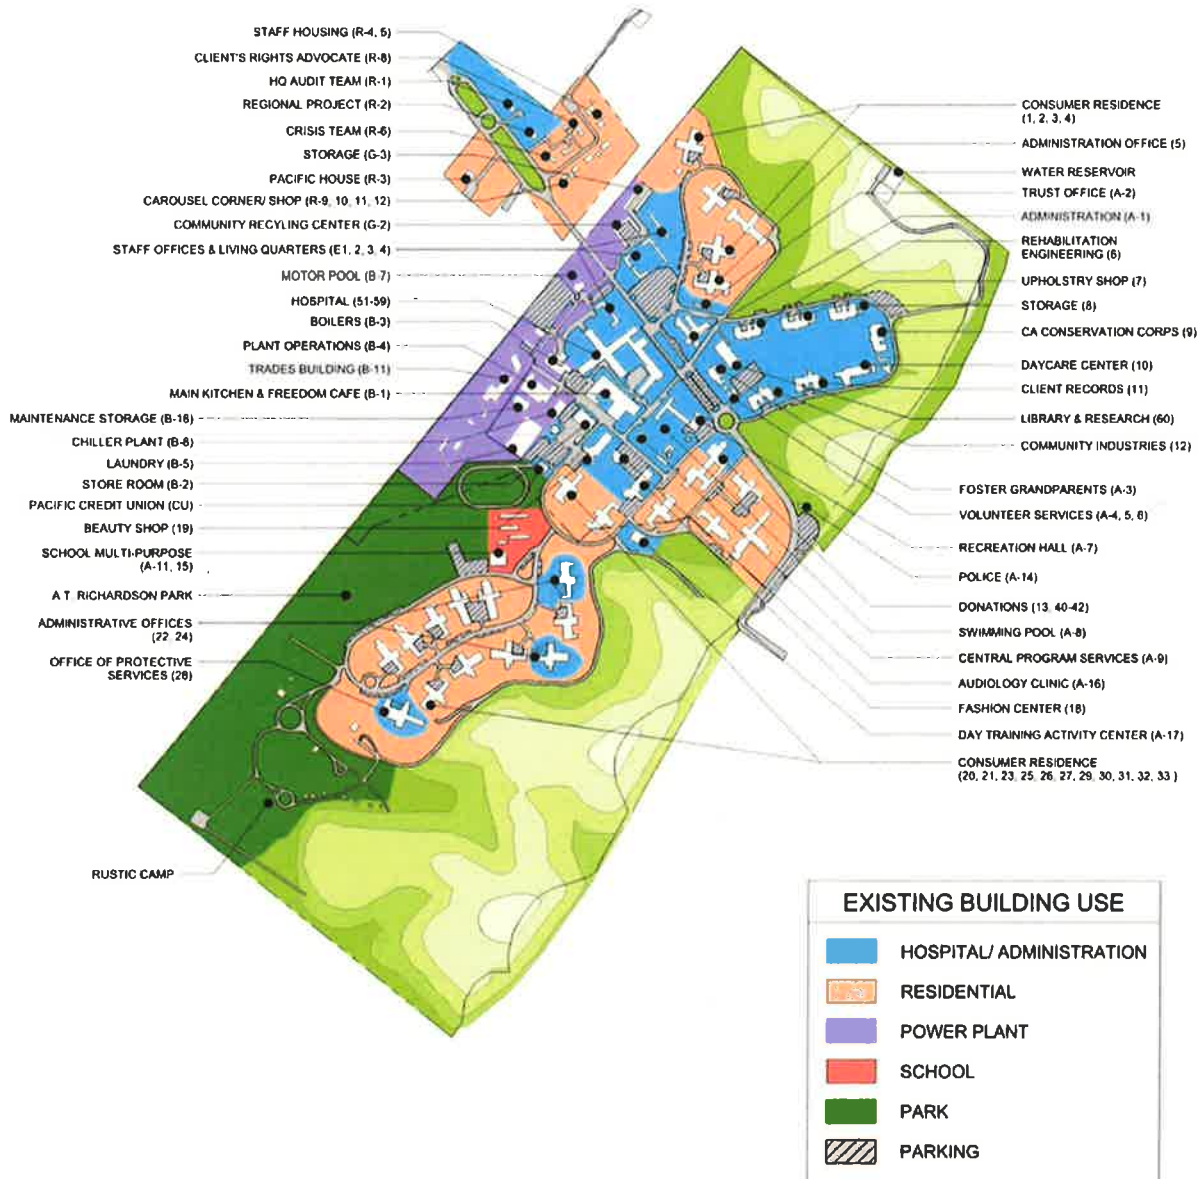 STAFF HOUSING (R-4, 5)
CLIENT'S RIGHTS ADVOCATE (R-8)
HQ AUDIT TEAM (R-1)
REGIONAL PROJECT (R-2)
CRISIS TEAM (R-6)
STORAGE (G-3)
PACIFIC HOUSE (R-3)
CAROUSEL CORNER/ SHOP (R-9, 10, 11, 12)
COMMUNITY RECYLING CENTER (G-2)
STAFF OFFICES & LIVING QUARTERS (E1, 2, 3, 4)
MOTOR POOL (B-7)
HOSPITAL (51-59)
BOILERS (B-3)
PLANT OPERATIONS (B-4)
TRADES BUILDING (B-11)
MAIN KITCHEN & FREEDOM CAFE (B-1)
MAINTENANCE STORAGE (B-16)
CHILLER PLANT (B-6)
LAUNDRY (B-5)
STORE ROOM (B-2)
PACIFIC CREDIT UNION (CU)
BEAUTY SHOP (19)
SCHOOL MULTI-PURPOSE
(A-11, 15)
A.T. RICHARDSON PARK
ADMINISTRATIVE OFFICES
(22, 24)
OFFICE OF PROTECTIVE
SERVICES (28)
RUSTIC CAMP
CONSUMER RESIDENCE
(1, 2, 3, 4)
ADMINISTRATION OFFICE (5)
WATER RESERVOIR
TRUST OFFICE (A-2)
ADMINISTRATION (A-1)
REHABILITATION
ENGINEERING (6)
UPHOLSTRY SHOP (7)
STORAGE (8)
CA CONSERVATION CORPS (9)
DAYCARE CENTER (10)
CLIENT RECORDS (11)
LIBRARY & RESEARCH (60)
COMMUNITY INDUSTRIES (12)
FOSTER GRANDPARENTS (A-3)
VOLUNTEER SERVICES (A-4, 5, 6)
RECREATION HALL (A-7)
POLICE (A-14)
DONATIONS (13, 40-42)
SWIMMING POOL (A-8)
CENTRAL PROGRAM SERVICES (A-9)
AUDIOLOGY CLINIC (A-16)
FASHION CENTER (18)
DAY TRAINING ACTIVITY CENTER (A-17)
CONSUMER RESIDENCE
(20, 21, 23, 25, 26, 27, 29, 30, 31, 32, 33 )
EXISTING BUILDING USE
HOSPITAL/ ADMINISTRATION
RESIDENTIAL
POWER PLANT
SCHOOL
PARK
PARKING